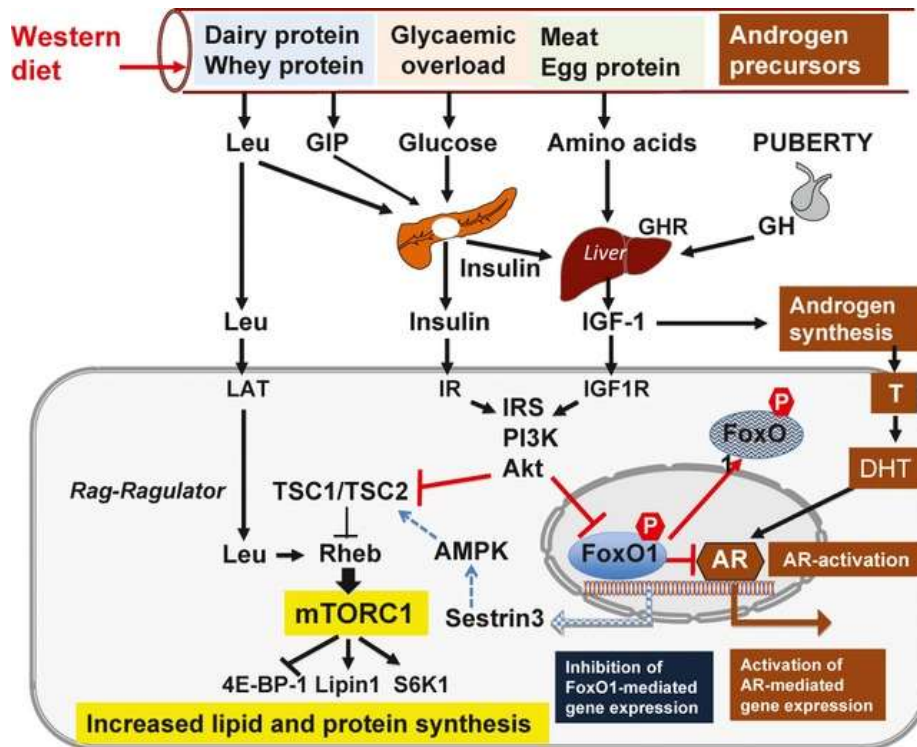 Western
diet
Dairy protein
Whey protein
Glycaemic
overload
Meat
Egg protein
Androgen
precursors
Leu
GIP
Glucose
Amino acids
PUBERTY
GHR
GH
Liver
Insulin
Leu
Insulin
IGF-1
Androgen
synthesis
LAT
IR
IGF1R
T
IRS
PI3K
Akt
P
FoxO
1
DHT
Rag-Ragulator
TSC1/TSC2
P
Leu
Rheb
AMPK
FoxO1
AR
AR-activation
mTORC1
Sestrin3
4E-BP-1
Lipin1
S6K1
Inhibition of
FoxO1-mediated
gene expression
Activation of
AR-mediated
gene expression
Increased lipid and protein synthesis